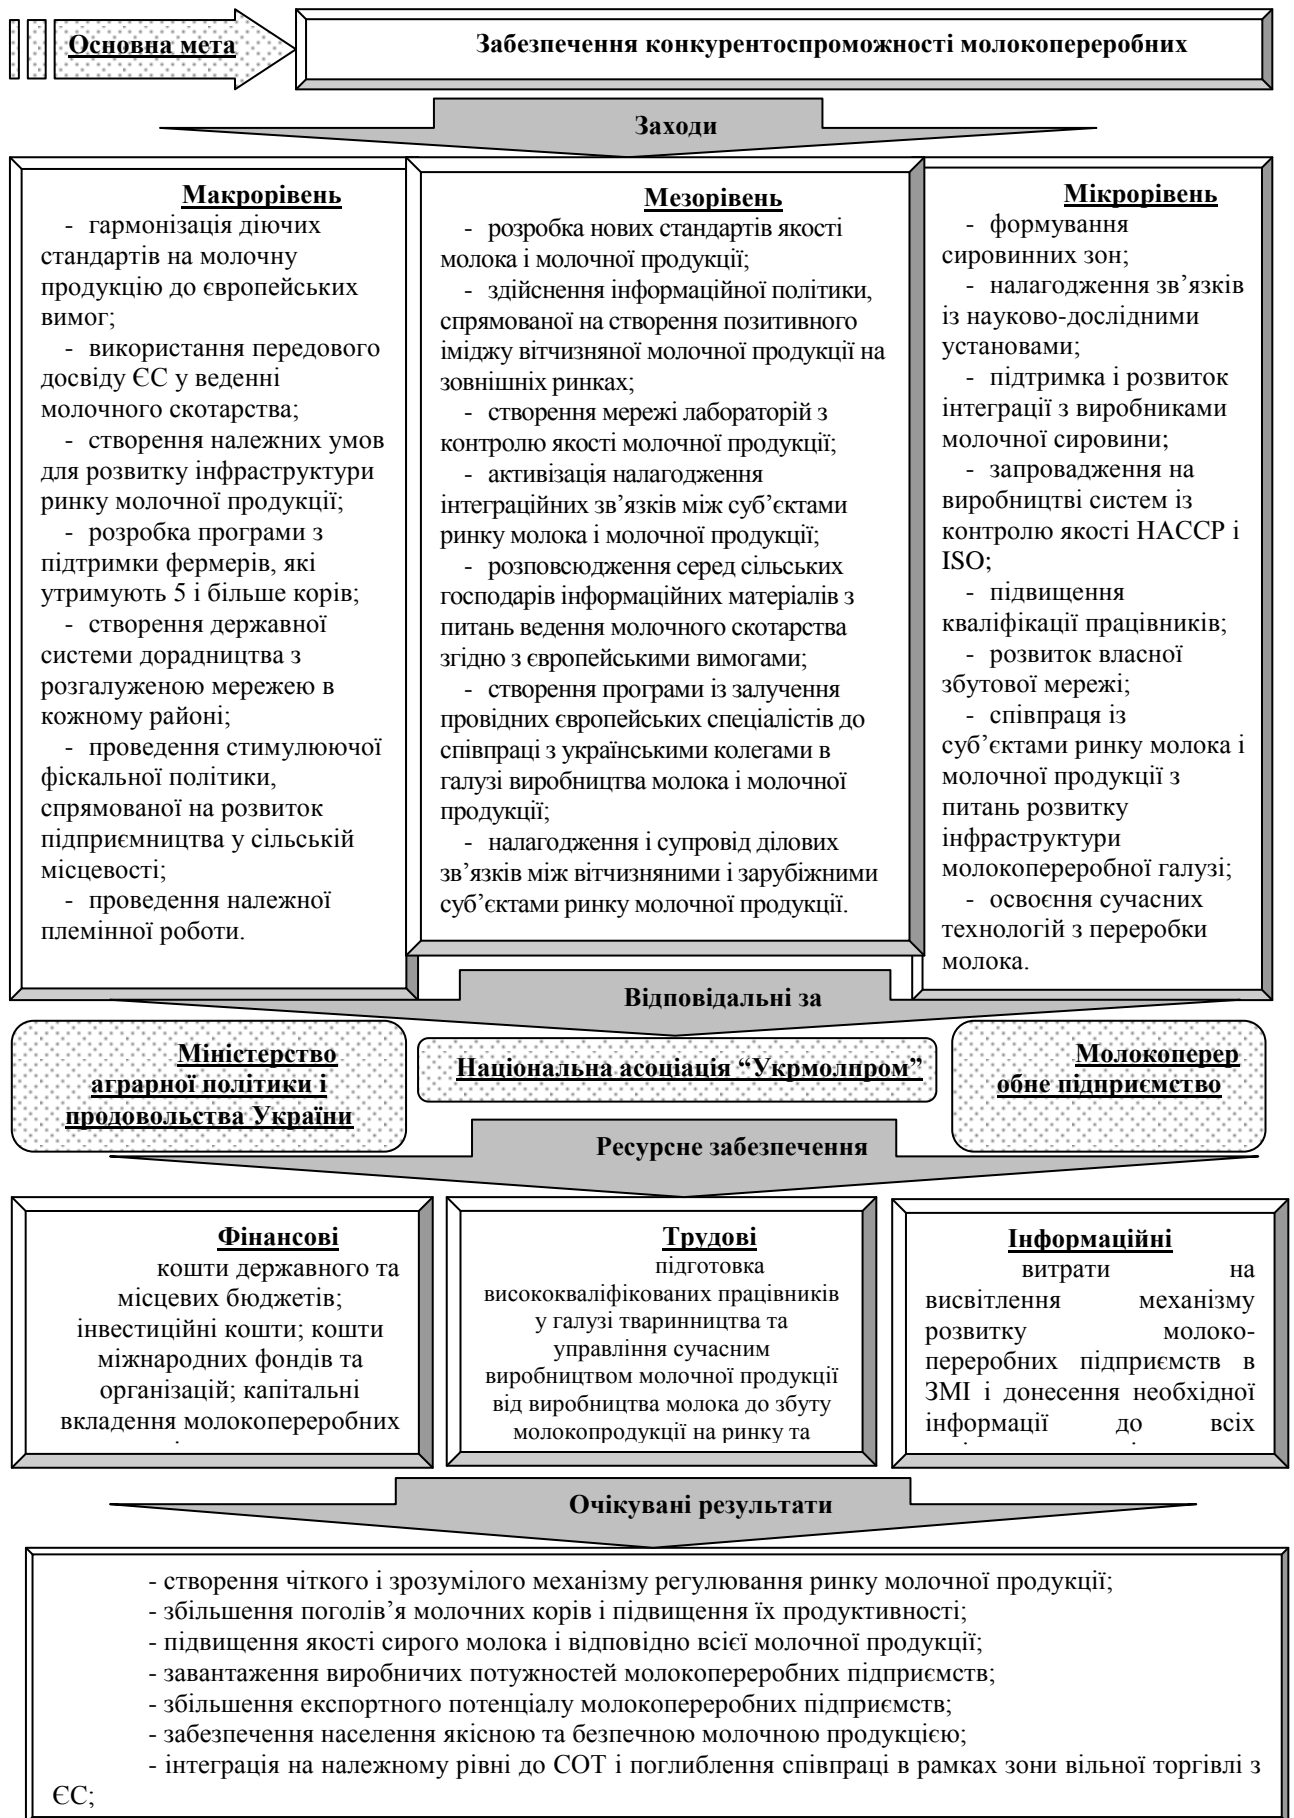 Основна мета
Забезпечення конкурентоспроможності молокопереробних
Заходи
Макрорівень
- гармонізація діючих
стандартів на молочну
продукцію до європейських
вимог;
- використання передового
досвіду ЄС у веденні
молочного скотарства;
- створення належних умов
для розвитку інфраструктури
ринку молочної продукції;
- розробка програми з
підтримки фермерів, які
утримують 5 і більше корів;
- створення державної
системи дорадництва з
розгалуженою мережею в
кожному районі;
- проведення стимулюючої
фіскальної політики,
спрямованої на розвиток
підприємництва у сільській
місцевості;
- проведення належної
племінної роботи.
Мезорівень
- розробка нових стандартів якості
молока і молочної продукції;
- здійснення інформаційної політики,
спрямованої на створення позитивного
іміджу вітчизняної молочної продукції на
зовнішніх ринках;
- створення мережі лабораторій з
контролю якості молочної продукції;
- активізація налагодження
інтеграційних зв’язків між суб’єктами
ринку молока і молочної продукції;
- розповсюдження серед сільських
господарів інформаційних матеріалів з
питань ведення молочного скотарства
згідно з європейськими вимогами;
- створення програми із залучення
провідних європейських спеціалістів до
співпраці з українськими колегами в
галузі виробництва молока і молочної
продукції;
- налагодження і супровід ділових
зв’язків між вітчизняними і зарубіжними
суб’єктами ринку молочної продукції.
Мікрорівень
- формування
сировинних зон;
- налагодження зв’язків
із науково-дослідними
установами;
- підтримка і розвиток
інтеграції з виробниками
молочної сировини;
- запровадження на
виробництві систем із
контролю якості НАССР і
ISO;
- підвищення
кваліфікації працівників;
- розвиток власної
збутової мережі;
- співпраця із
суб’єктами ринку молока і
молочної продукції з
питань розвитку
інфраструктури
молокопереробної галузі;
- освоєння сучасних
технологій з переробки
молока.
Відповідальні за
Міністерство
аграрної політики і
продовольства України
Національна асоціація “Укрмолпром”
Молокоперер
обне підприємство
Ресурсне забезпечення
Фінансові
кошти державного та
місцевих бюджетів;
інвестиційні кошти; кошти
міжнародних фондів та
організацій; капітальні
вкладення молокопереробних
Трудові
підготовка
висококваліфікованих працівників
у галузі тваринництва та
управління сучасним
виробництвом молочної продукції
від виробництва молока до збуту
молокопродукції на ринку та
Інформаційні
витрати на
висвітлення механізму
розвитку молоко-
переробних підприємств в
ЗМІ і донесення необхідної
інформації до всіх
Очікувані результати
- створення чіткого і зрозумілого механізму регулювання ринку молочної продукції;
- збільшення поголів’я молочних корів і підвищення їх продуктивності;
- підвищення якості сирого молока і відповідно всієї молочної продукції;
- завантаження виробничих потужностей молокопереробних підприємств;
- збільшення експортного потенціалу молокопереробних підприємств;
- забезпечення населення якісною та безпечною молочною продукцією;
- інтеграція на належному рівні до СОТ і поглиблення співпраці в рамках зони вільної торгівлі з
ЄС;